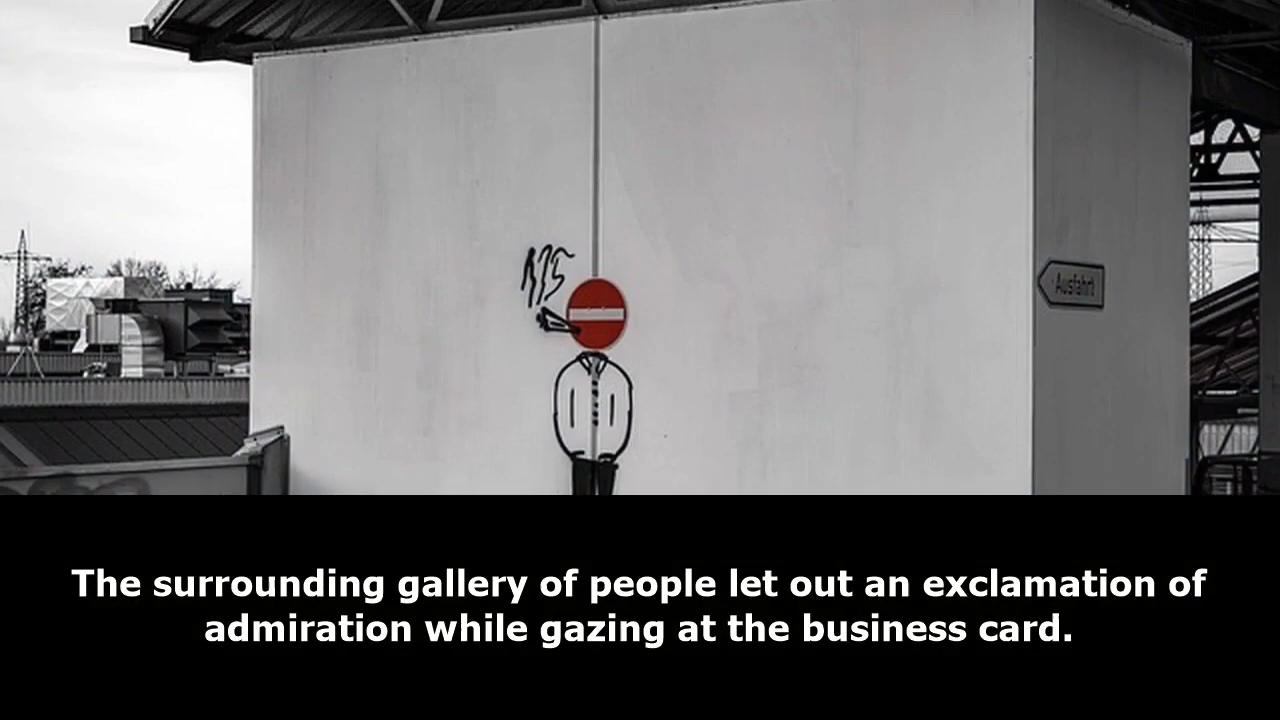 Ausfahrt
The surrounding gallery of people let out an exclamation of
admiration while gazing at the business card.